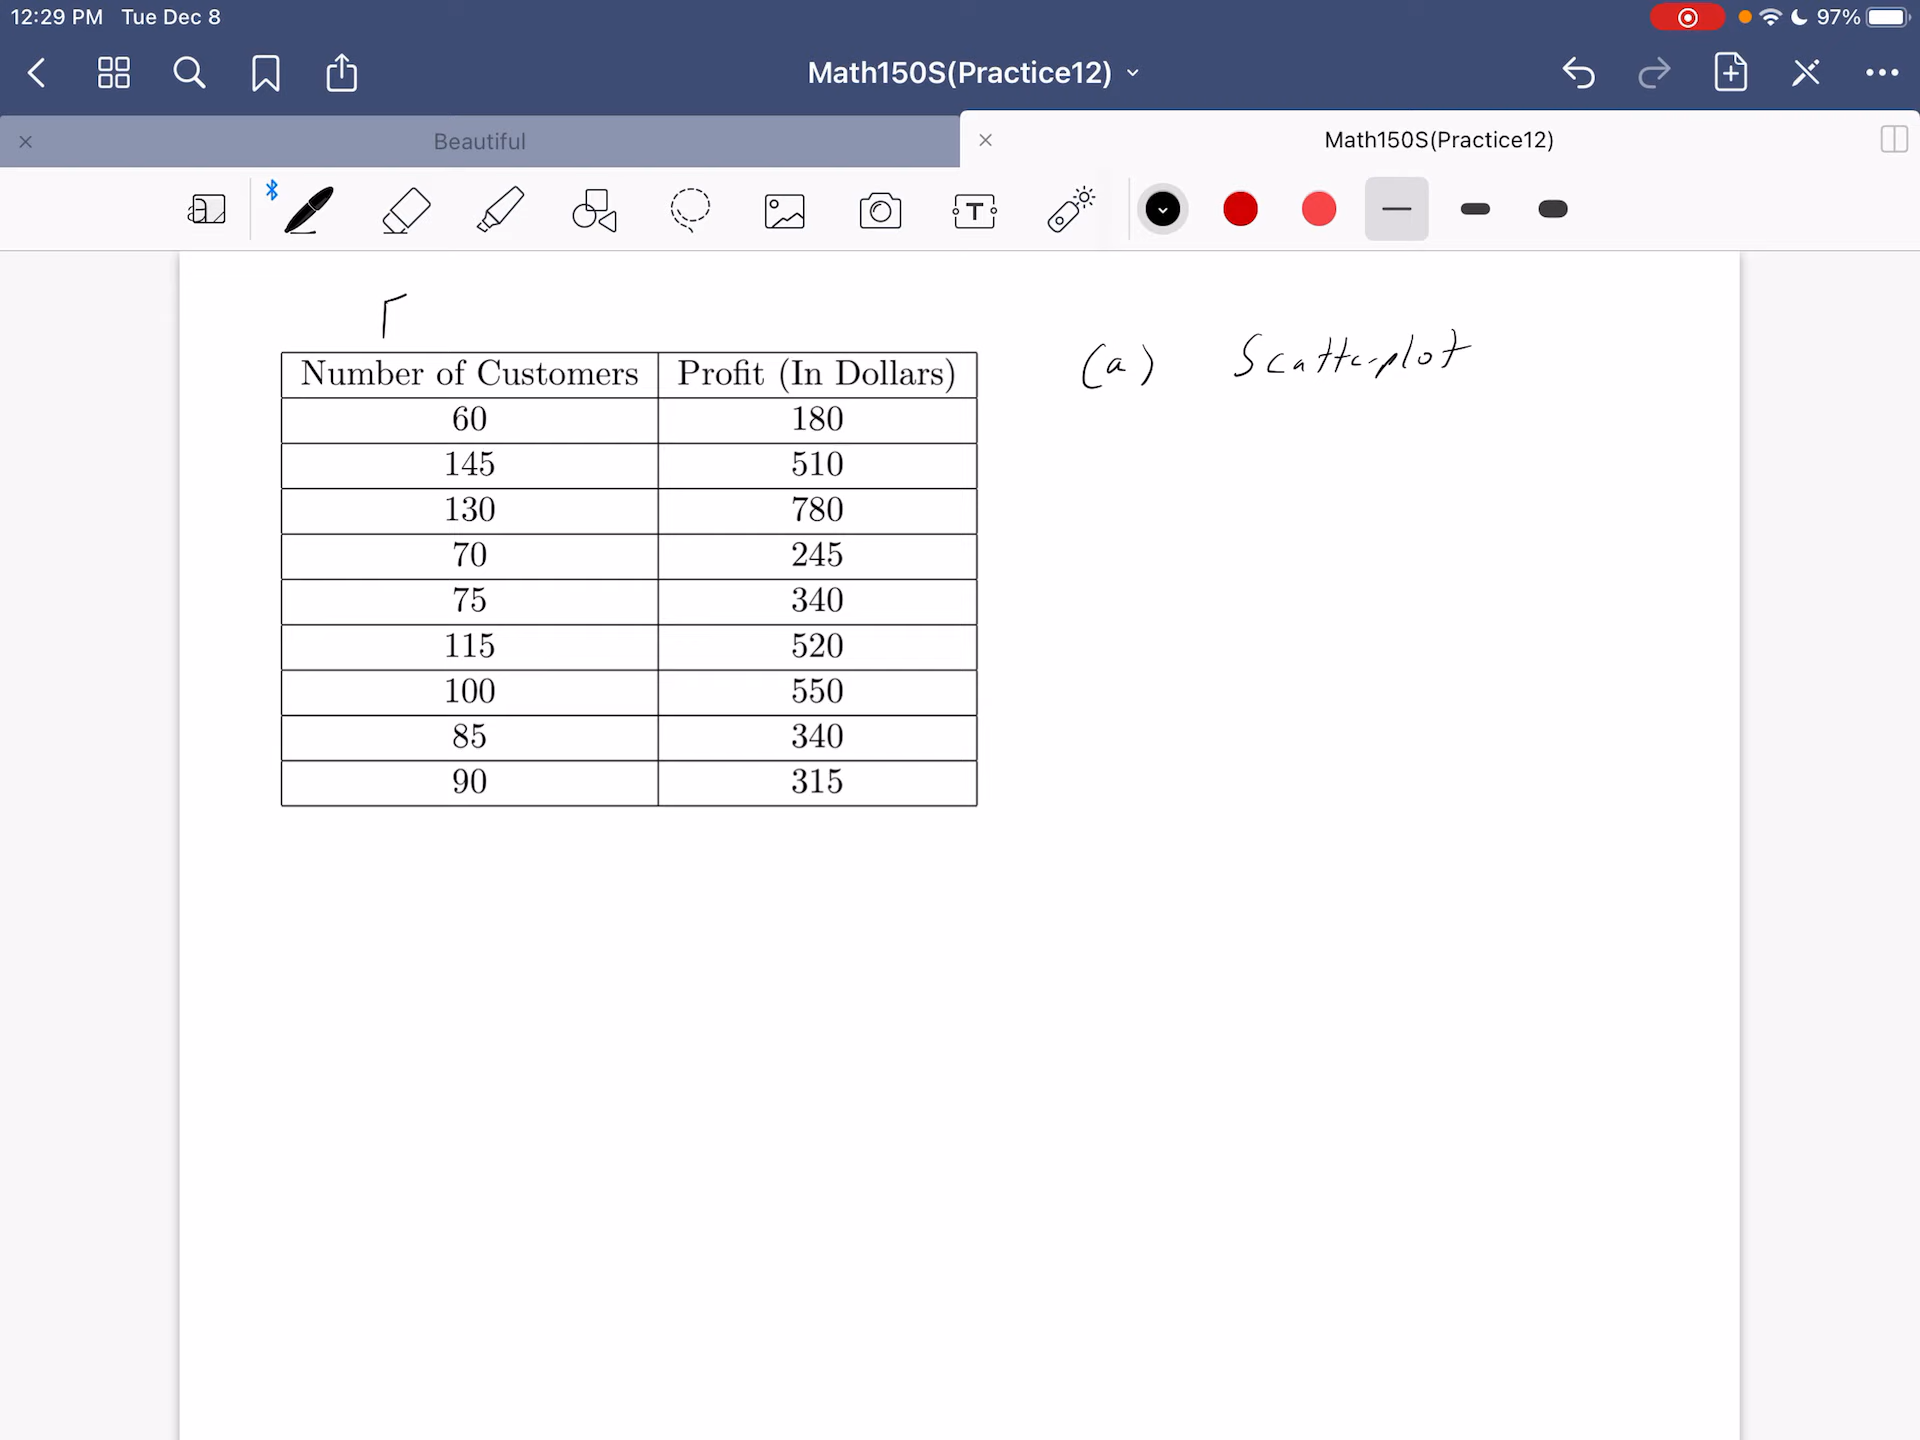 12:29 PM Tue Dec 8
97%
Math150S(Practice12)
Beautiful
Math150S(Practice12)
T
(a) Scatterplot
Number of Customers Profit (In Dollars)
60 180
145 510
130 780
70 245
75 340
115 520
100 550
85 340
90 315